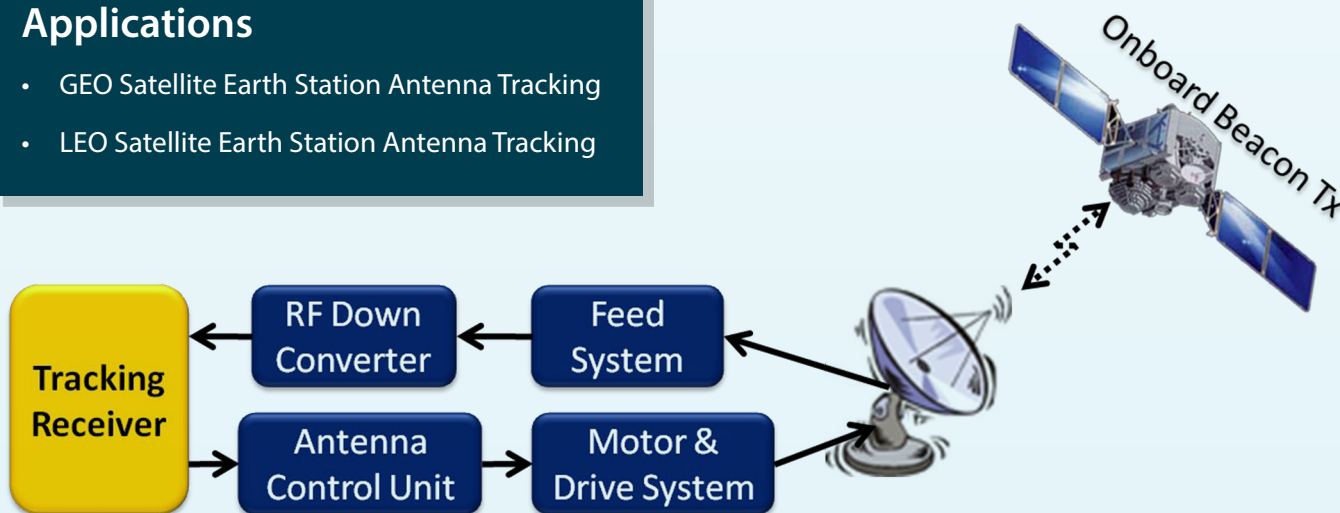 Applications
• GEO Satellite Earth Station Antenna Tracking
• LEO Satellite Earth Station Antenna Tracking
Onboard Beacon Tx
RF Down
Converter
Feed
System
Tracking
Receiver
Antenna
Control Unit
Motor &
Drive System